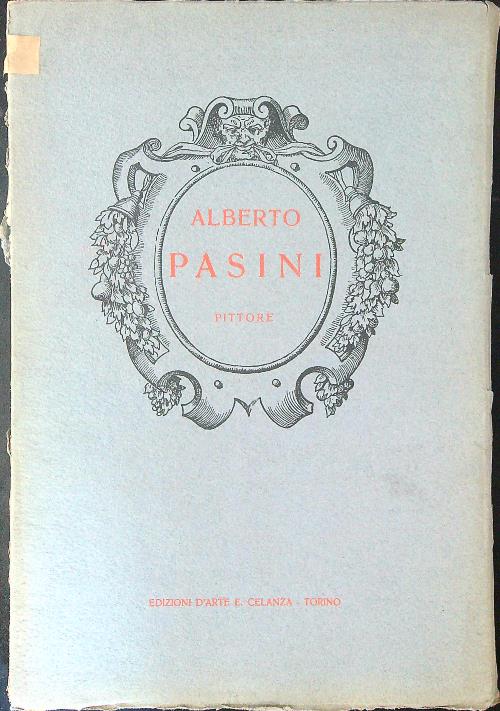 ALBERTO
PASINI
PITTORE
EDIZIONI D'ARTE E. CELANZA - TORINO